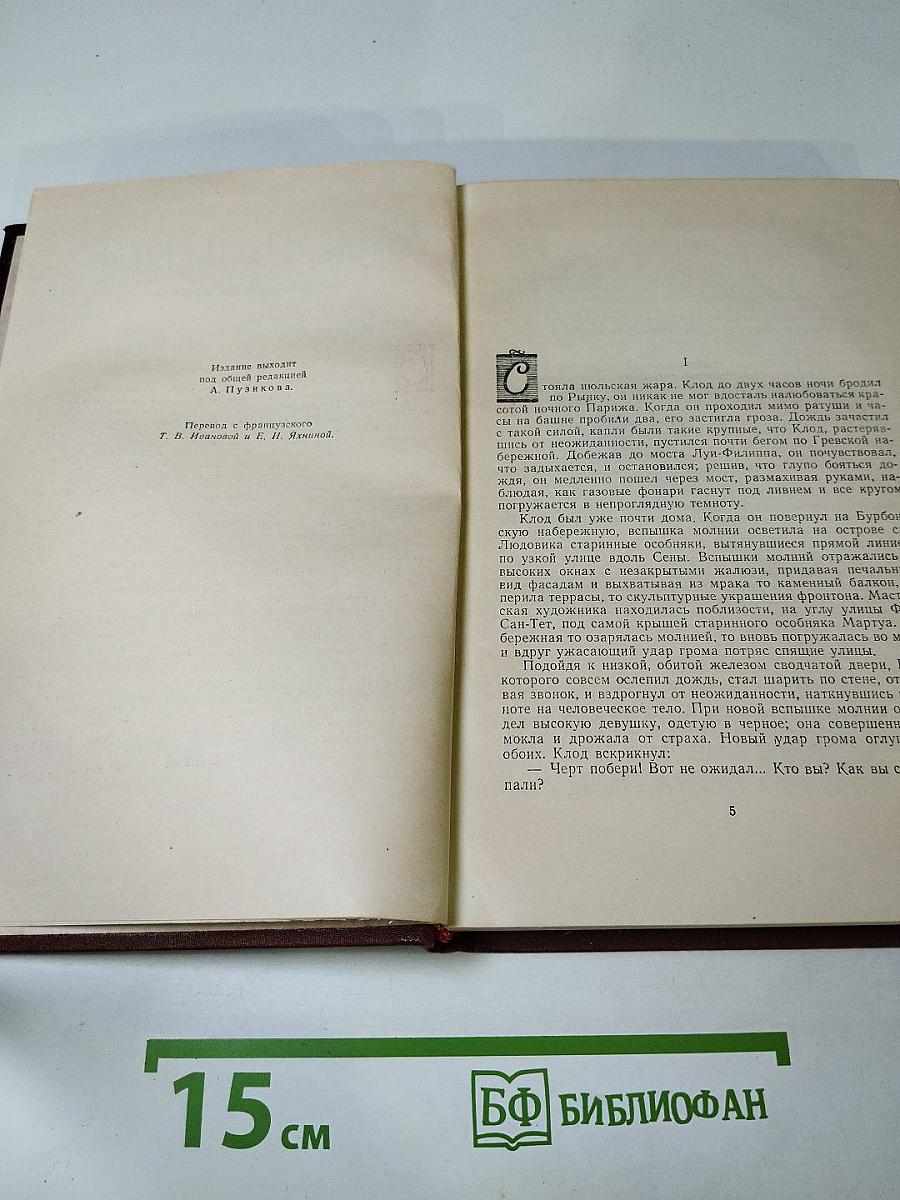 Издание выходит
под общей редакцией
А. Пузикова.
Перевод с французского
Т. В. Ивановой и Е. И. Яхниной.
I
Стояла июльская жара. Клод до двух часов ночи бродил
по Рынку, он никак не мог вдосталь налюбоваться кра-
сотой ночного Парижа. Когда он проходил мимо ратуши и ча-
сы на башне пробили два, его застигла гроза. Дождь зачастил
с такой силой, капли были такие крупные, что Клод, растеряв-
шись от неожиданности, пустился почти бегом по Гревской на-
бережной. Добежав до моста Луи-Филиппа, он почувствовал,
что задыхается, и остановился; решив, что глупо бояться до-
ждя, он медленно пошел через мост, размахивая руками, на-
блюдая, как газовые фонари гаснут под ливнем и все кругом
погружается в непроглядную темноту.
Клод был уже почти дома. Когда он повернул на Бурбон-
скую набережную, вспышка молнии осветила на острове
Людовика старинные особняки, вытянувшиеся прямой
по узкой улице вдоль Сены. Вспышки молний отражались
высоких окнах с незакрытыми жалюзи, придавая
вид фасадам и выхватывая из мрака то каменный балкон,
перила террасы, то скульптурные украшения фронтона.
ская художника находилась поблизости, на углу улицы
Сан-Тет, под самой крышей старинного особняка Мартуа.
бережная то озарялась молнией, то вновь погружалась во
и вдруг ужасающий удар грома потряс спящие улицы.
Подойдя к низкой, обитой железом сводчатой двери,
которого совсем ослепил дождь, стал шарить по стене,
вая звонок, и вздрогнул от неожиданности, наткнувшись
ноте на человеческое тело. При новой вспышке молнии
дел высокую девушку, одетую в черное; она
мокла и дрожала от страха. Новый удар грома
обоих. Клод вскрикнул:
— Черт побери! Вот не ожидал... Кто вы? Как вы
пали?
5
15 см
БФ БИБЛИОФАН